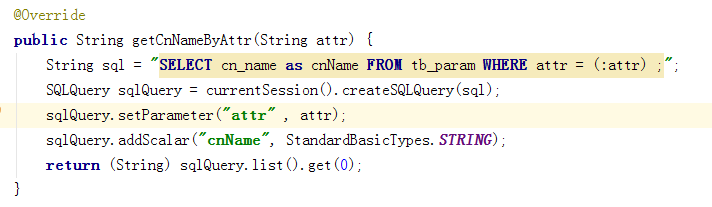 @Override
public String getCnNameByAttr(String attr) {
    String sql = "SELECT cn_name as cnName FROM tb_param WHERE attr = (:attr) ;";
    SQLQuery sqlQuery = currentSession().createSQLQuery(sql);
    sqlQuery.setParameter("attr" , attr);
    sqlQuery.addScalar("cnName", StandardBasicTypes.STRING);
    return (String) sqlQuery.list().get(0);
}